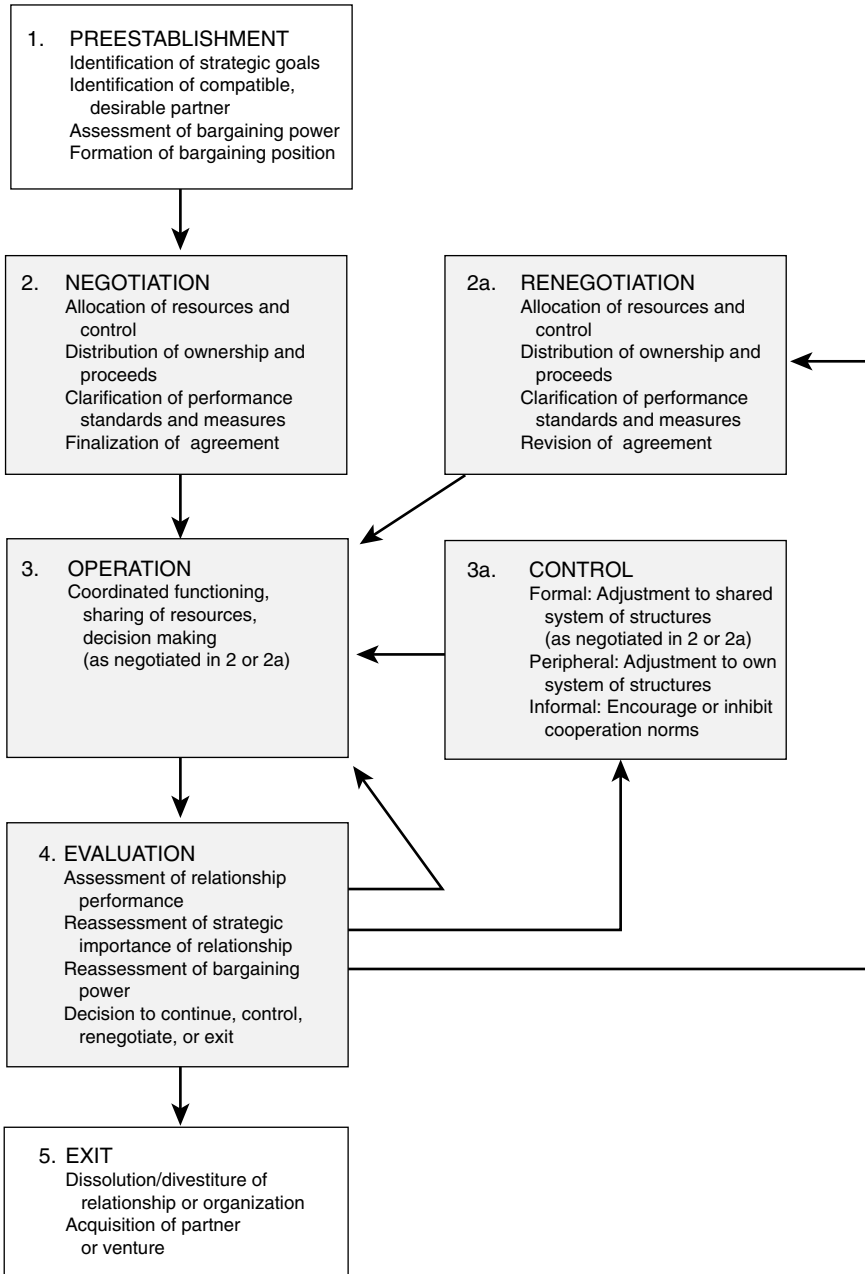 1. PREESTABLISHMENT
Identification of strategic goals
Identification of compatible,
desirable partner
Assessment of bargaining power
Formation of bargaining position
2. NEGOTIATION
Allocation of resources and
control
Distribution of ownership and
proceeds
Clarification of performance
standards and measures
Finalization of agreement
2a. RENEGOTIATION
Allocation of resources and
control
Distribution of ownership and
proceeds
Clarification of performance
standards and measures
Revision of agreement
3. OPERATION
Coordinated functioning,
sharing of resources,
decision making
(as negotiated in 2 or 2a)
3a. CONTROL
Formal: Adjustment to shared
system of structures
(as negotiated in 2 or 2a)
Peripheral: Adjustment to own
system of structures
Informal: Encourage or inhibit
cooperation norms
4. EVALUATION
Assessment of relationship
performance
Reassessment of strategic
importance of relationship
Reassessment of bargaining
power
Decision to continue, control,
renegotiate, or exit
5. EXIT
Dissolution/divestiture of
relationship or organization
Acquisition of partner
or venture